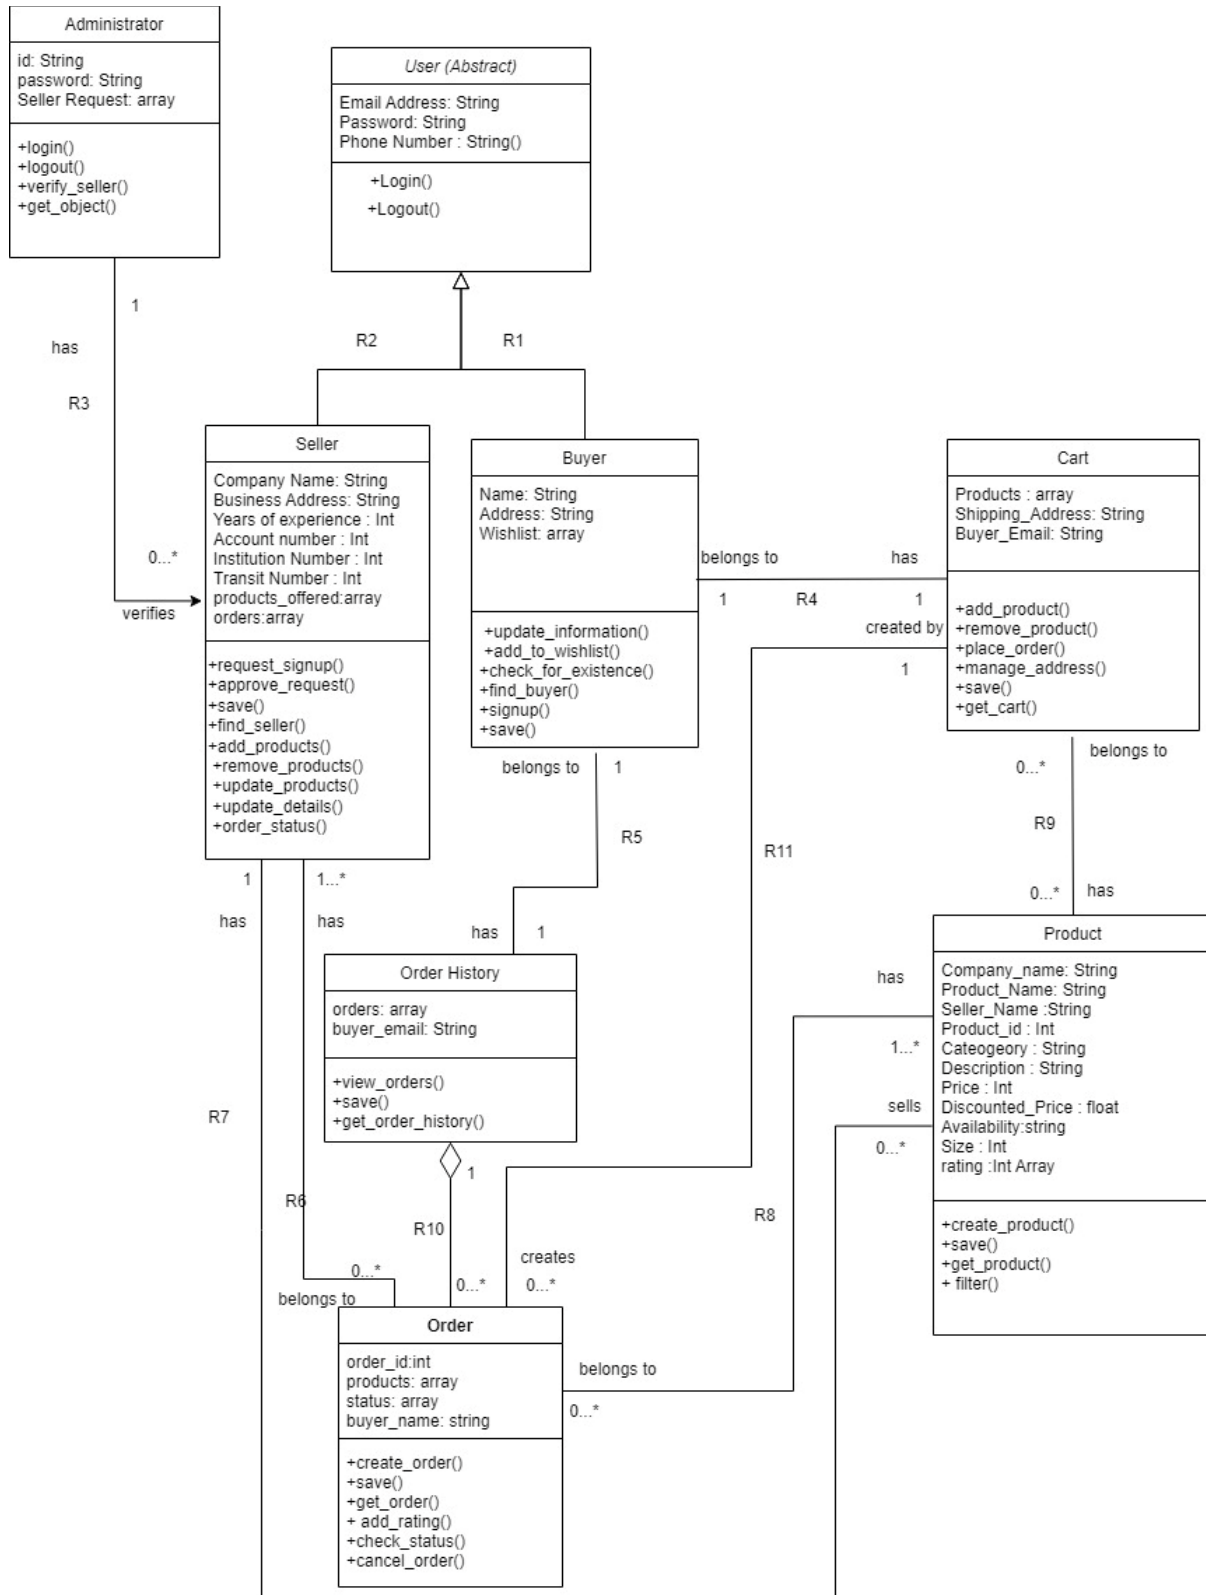 Administrator
id: String
password: String
Seller Request: array
+login()
+logout()
+verify_seller()
+get_object()
User (Abstract)
Email Address: String
Password: String
Phone Number : String()
+Login()
+Logout()
1
has
R3
0...*
verifies
R2
R1
Seller
Company Name: String
Business Address: String
Years of experience : Int
Account number : Int
Institution Number : Int
Transit Number : Int
products_offered:array
orders:array
+request_signup()
+approve_request()
+save()
+find_seller()
+add_products()
+remove_products()
+update_products()
+update_details()
+order_status()
Buyer
Name: String
Address: String
Wishlist: array
+update_information()
+add_to_wishlist()
+check_for_existence()
+find_buyer()
+signup()
+save()
belongs to
has
1
R4
1
Cart
Products : array
Shipping_Address: String
Buyer_Email: String
+add_product()
+remove_product()
+place_order()
+manage_address()
+save()
+get_cart()
created by
1
belongs to
1
R5
has
1
R11
0...*
belongs to
R9
0...*
has
1
has
1...*
has
R7
R6
Order History
orders: array
buyer_email: String
+view_orders()
+save()
+get_order_history()
1
R10
0...*
0...*
belongs to
creates
0...*
Product
Company_name: String
Product_Name: String
Seller_Name :String
Product_id : Int
Cateogeory : String
Description : String
Price : Int
Discounted_Price : float
Availability:string
Size : Int
rating :Int Array
+create_product()
+save()
+get_product()
+ filter()
has
1...*
sells
0...*
R8
Order
order_id:int
products: array
status: array
buyer_name: string
+create_order()
+save()
+get_order()
+ add_rating()
+check_status()
+cancel_order()
belongs to
0...*